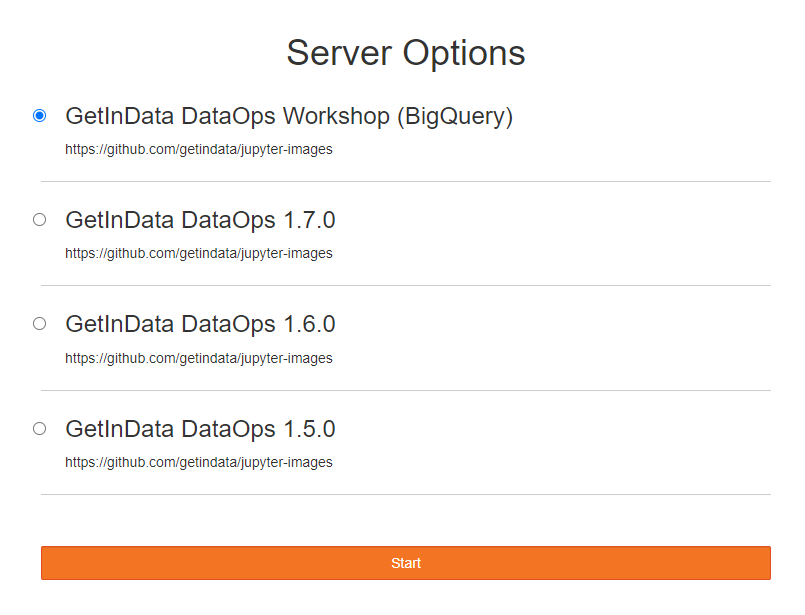 Server Options
GetInData DataOps Workshop (BigQuery)
https://github.com/getindata/jupyter-images
GetInData DataOps 1.7.0
https://github.com/getindata/jupyter-images
GetInData DataOps 1.6.0
https://github.com/getindata/jupyter-images
GetInData DataOps 1.5.0
https://github.com/getindata/jupyter-images
Start